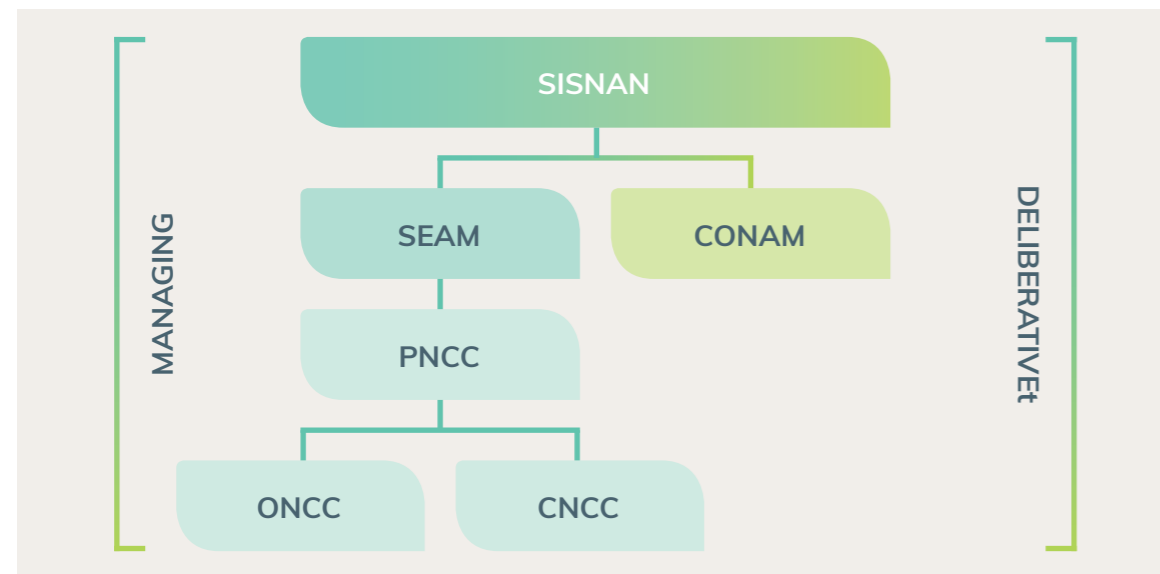 SISNAN
SEAM
CONAM
MANAGING
DELIBERATIVEt
PNCC
ONCC
CNCC